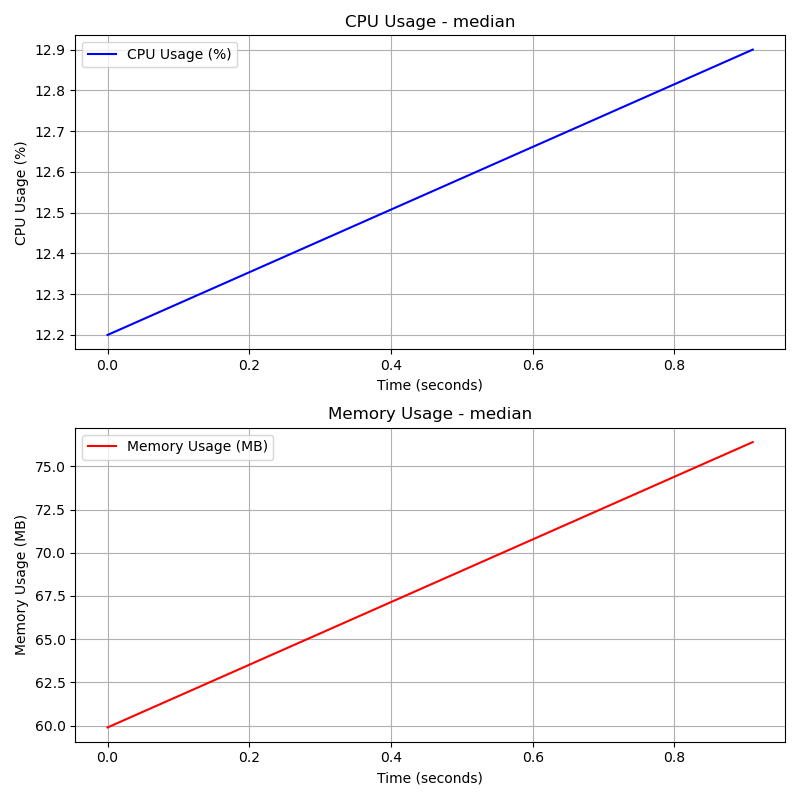 CPU Usage - median
CPU Usage (%)
12.9
12.8
12.7
12.6
12.5
12.4
12.3
12.2
CPU Usage (%)
0.0 0.2 0.4 0.6 0.8
Time (seconds)
Memory Usage - median
Memory Usage (MB)
75.0
72.5
70.0
67.5
65.0
62.5
60.0
Memory Usage (MB)
0.0 0.2 0.4 0.6 0.8
Time (seconds)